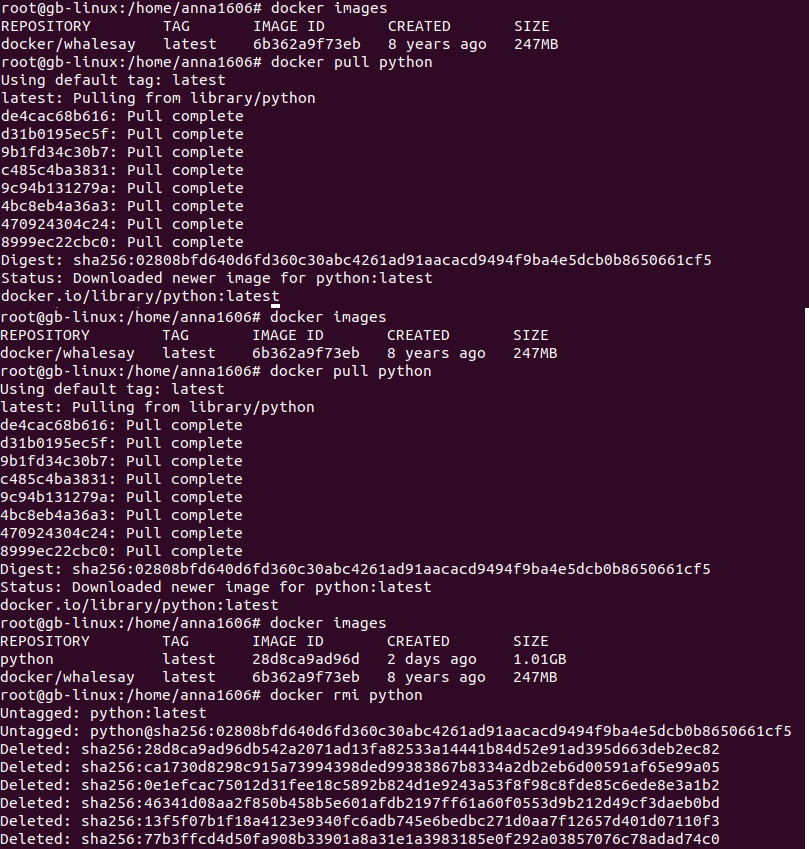 root@gb-linux:/home/anna1606# docker images
REPOSITORY TAG IMAGE ID CREATED SIZE
docker/whalesay latest 6b362a9f73eb 8 years ago 247MB
root@gb-linux:/home/anna1606# docker pull python
Using default tag: latest
latest: Pulling from library/python
de4cac68b616: Pull complete
d31b0195ec5f: Pull complete
9b1fd34c30b7: Pull complete
c485c4ba3831: Pull complete
9c94b131279a: Pull complete
4bc8eb4a36a3: Pull complete
470924304c24: Pull complete
8999ec22cbc0: Pull complete
Digest: sha256:02808bfd640d6fd360c30abc4261ad91aacacd9494f9ba4e5dcb0b8650661cf5
Status: Downloaded newer image for python:latest
docker.io/library/python:latest
root@gb-linux:/home/anna1606# docker images
REPOSITORY TAG IMAGE ID CREATED SIZE
docker/whalesay latest 6b362a9f73eb 8 years ago 247MB
root@gb-linux:/home/anna1606# docker pull python
Using default tag: latest
latest: Pulling from library/python
de4cac68b616: Pull complete
d31b0195ec5f: Pull complete
9b1fd34c30b7: Pull complete
c485c4ba3831: Pull complete
9c94b131279a: Pull complete
4bc8eb4a36a3: Pull complete
470924304c24: Pull complete
8999ec22cbc0: Pull complete
Digest: sha256:02808bfd640d6fd360c30abc4261ad91aacacd9494f9ba4e5dcb0b8650661cf5
Status: Downloaded newer image for python:latest
docker.io/library/python:latest
root@gb-linux:/home/anna1606# docker images
REPOSITORY TAG IMAGE ID CREATED SIZE
python latest 28d8ca9ad96d 2 days ago 1.01GB
docker/whalesay latest 6b362a9f73eb 8 years ago 247MB
root@gb-linux:/home/anna1606# docker rmi python
Untagged: python:latest
Untagged: python@sha256:02808bfd640d6fd360c30abc4261ad91aacacd9494f9ba4e5dcb0b8650661cf5
Deleted: sha256:28d8ca9ad96db542a2071ad13fa82533a14441b84d52e91ad395d663deb2ec82
Deleted: sha256:ca1730d8298c915a73994398ded99383867b8334a2db2eb6d00591af65e99a05
Deleted: sha256:0e1efcac75012d31fee18c5892b824d1e9243a53f8f98c8fde85c6ede8e3a1b2
Deleted: sha256:46341d08aa2f850b458b5e601afdb2197ff61a60f0553d9b212d49cf3daeb0bd
Deleted: sha256:13f5f07b1f18a4123e9340fc6adb745e6bedbc271d0aa7f12657d401d07110f3
Deleted: sha256:77b3ffcd4d50fa908b33901a8a31e1a3983185e0f292a03857076c78adad74c0